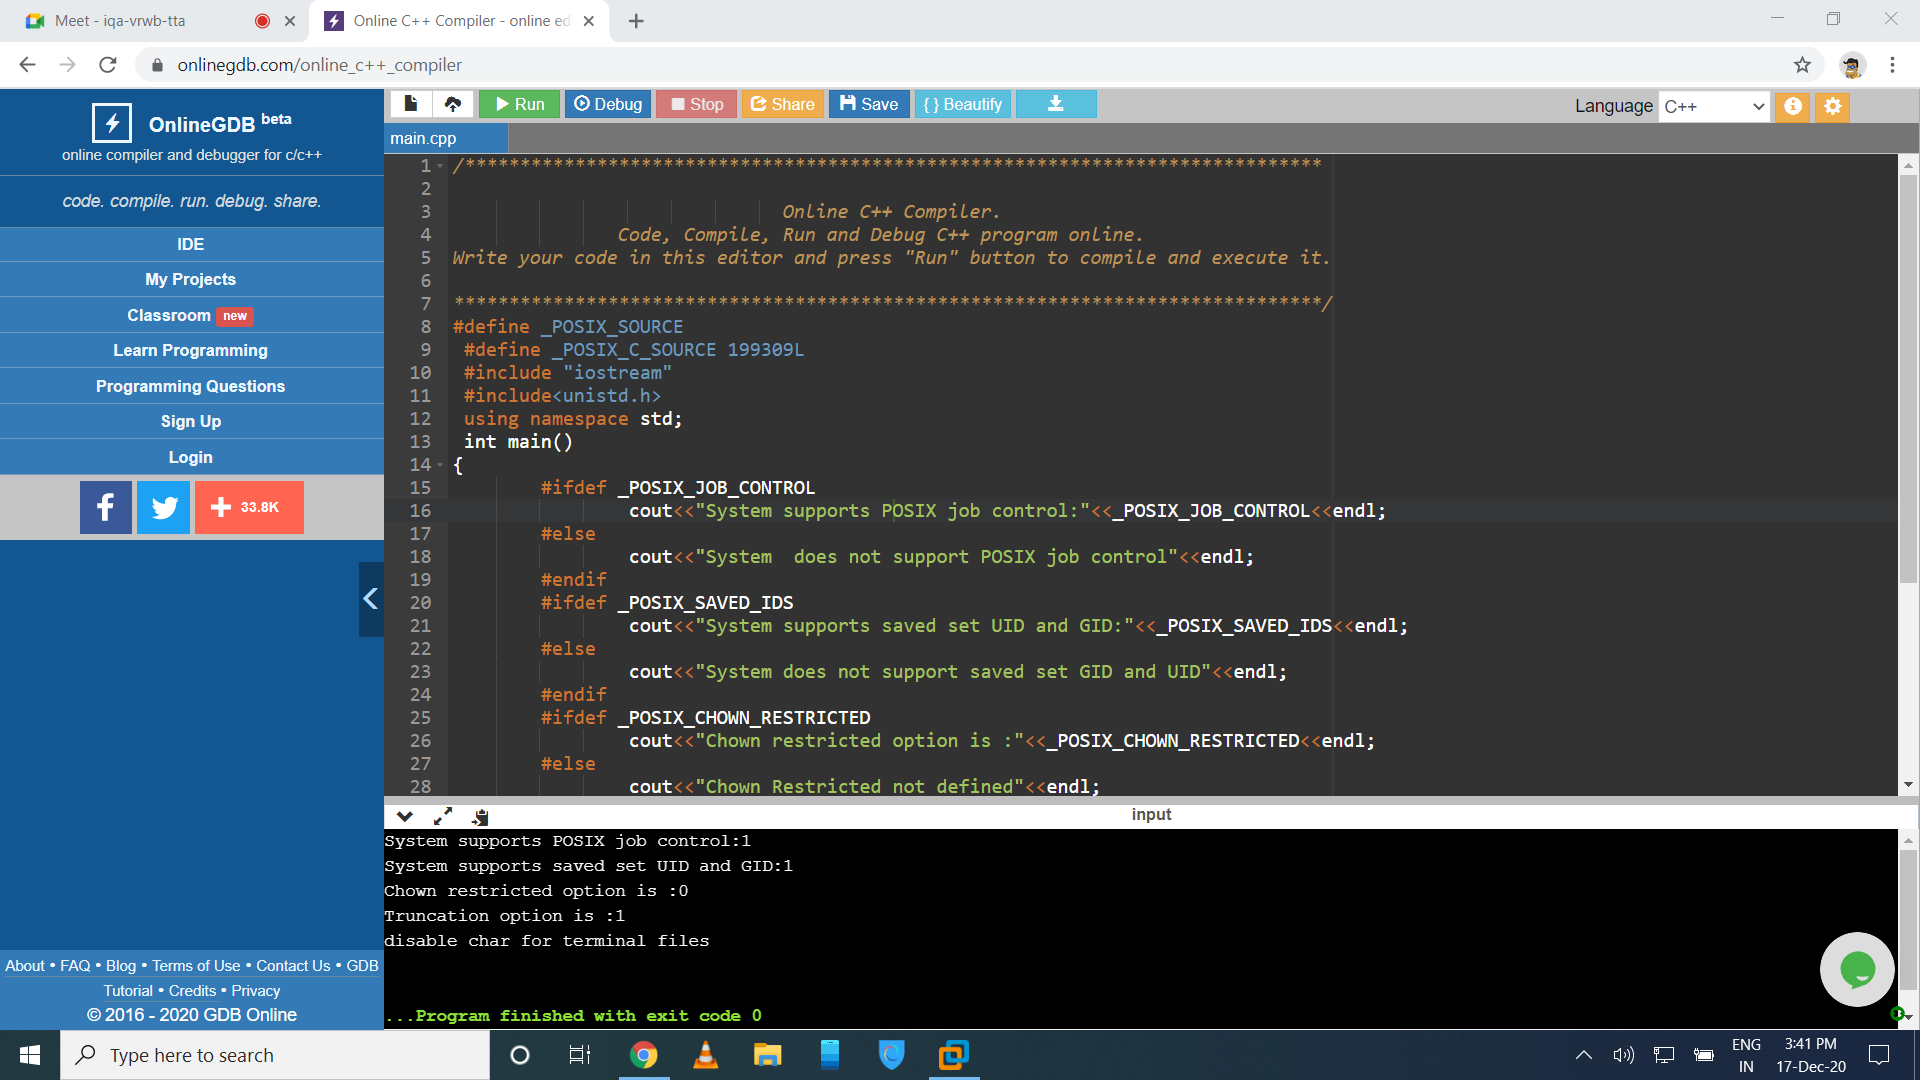 Meet - iqa-vrwb-tta
Online C++ Compiler - online ed
onlinegdb.com/online_c++_compiler
OnlineGDB beta
online compiler and debugger for c/c++
code. compile. run. debug. share.
IDE
My Projects
Classroom new
Learn Programming
Programming Questions
Sign Up
Login
33.8K
About • FAQ • Blog • Terms of Use • Contact Us • GDB
Tutorial • Credits • Privacy
© 2016 - 2020 GDB Online
Run Debug Stop Share Save { } Beautify
Language C++
main.cpp
1 /******************************************************************************
2
3 Online C++ Compiler.
4 Code, Compile, Run and Debug C++ program online.
5 Write your code in this editor and press "Run" button to compile and execute it.
6
7 *******************************************************************************/
8 #define _POSIX_SOURCE
9 #define _POSIX_C_SOURCE 199309L
10 #include "iostream"
11 #include<unistd.h>
12 using namespace std;
13 int main()
14 {
15 #ifdef _POSIX_JOB_CONTROL
16 cout<<"System supports POSIX job control:"<<_POSIX_JOB_CONTROL<<endl;
17 #else
18 cout<<"System  does not support POSIX job control"<<endl;
19 #endif
20 #ifdef _POSIX_SAVED_IDS
21 cout<<"System supports saved set UID and GID:"<<_POSIX_SAVED_IDS<<endl;
22 #else
23 cout<<"System does not support saved set GID and UID"<<endl;
24 #endif
25 #ifdef _POSIX_CHOWN_RESTRICTED
26 cout<<"Chown restricted option is :"<<_POSIX_CHOWN_RESTRICTED<<endl;
27 #else
28 cout<<"Chown Restricted not defined"<<endl;
input
System supports POSIX job control:1
System supports saved set UID and GID:1
Chown restricted option is :0
Truncation option is :1
disable char for terminal files
...Program finished with exit code 0
Type here to search
ENG
IN
3:41 PM
17-Dec-20